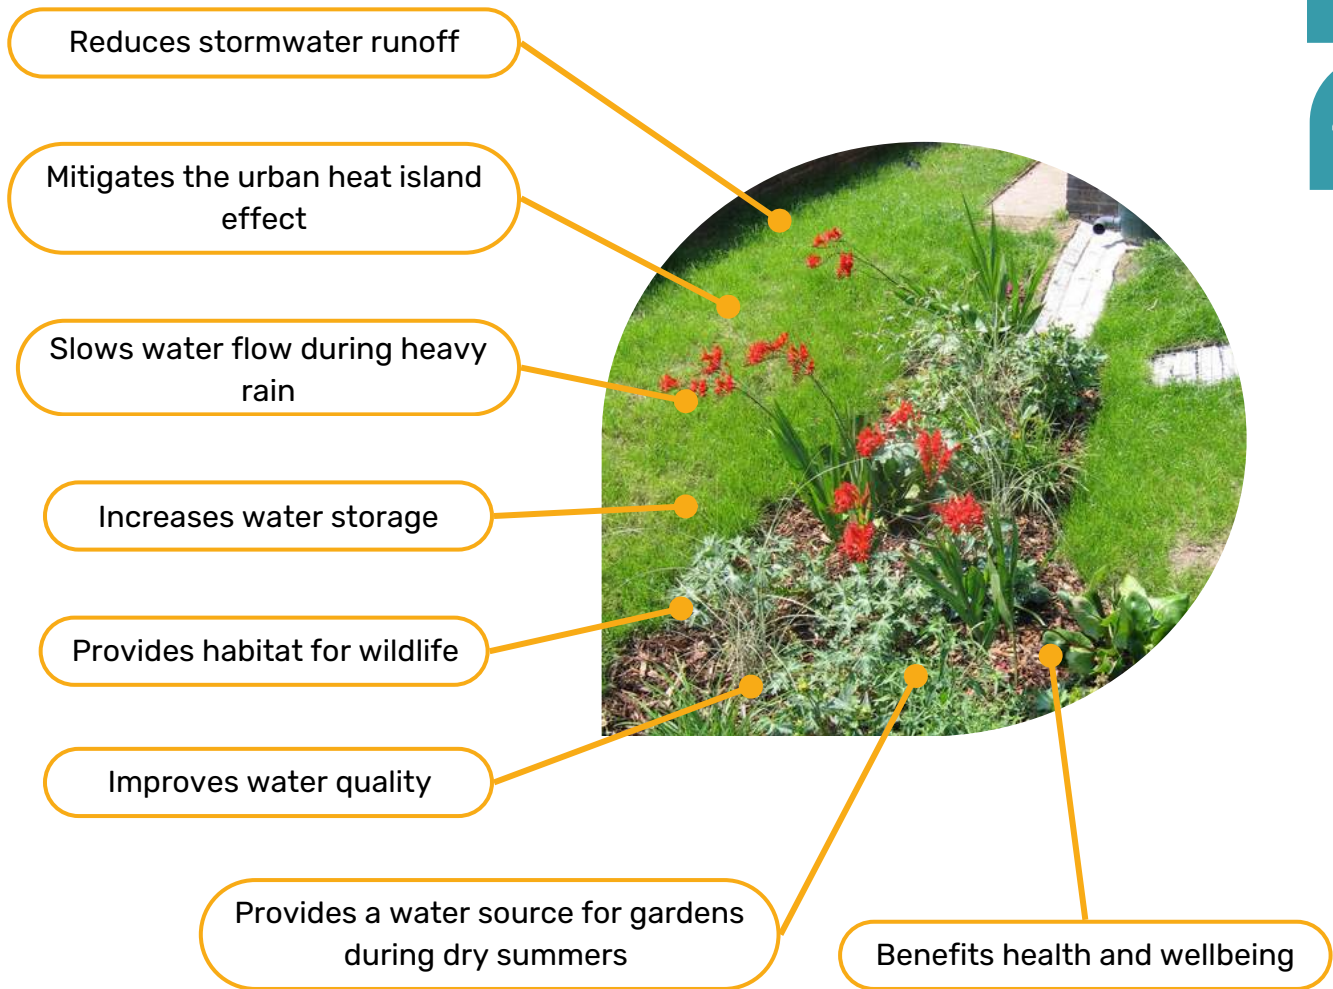 Reduces stormwater runoff
Mitigates the urban heat island
effect
Slows water flow during heavy
rain
Increases water storage
Provides habitat for wildlife
Improves water quality
Provides a water source for gardens
during dry summers
Benefits health and wellbeing